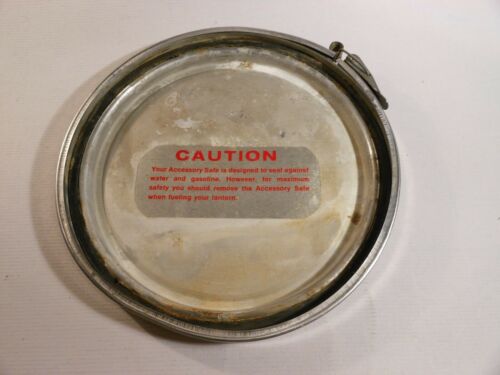 CAUTION
Your Accessory Safe is designed to seal against
water and gasoline. However, for maximum
safety you should remove the Accessory Safe
when fueling your lantern.